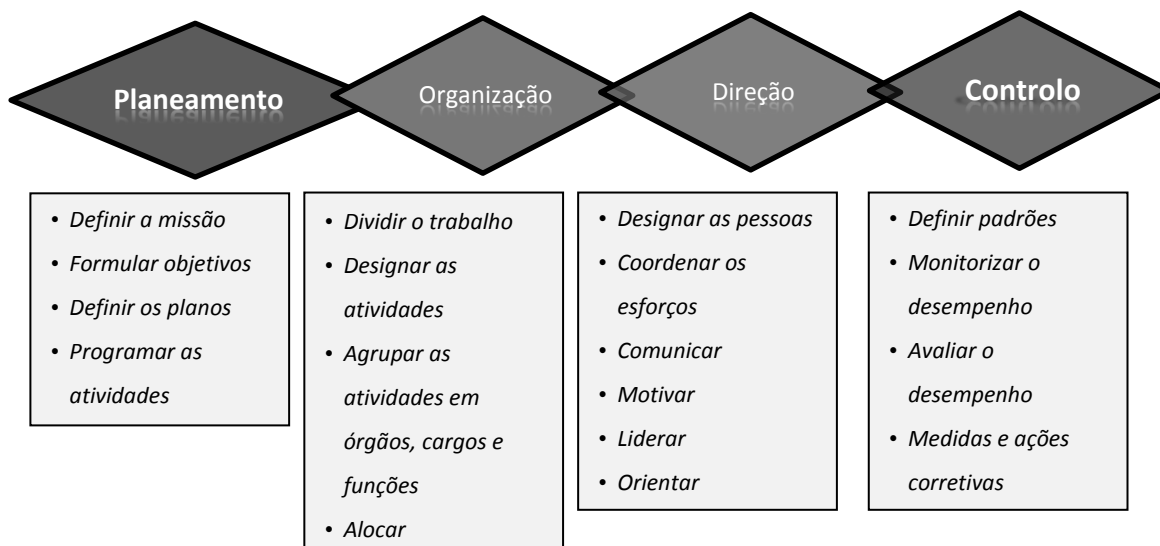 Planeamento
Organização
Direção
Controlo
• Definir a missão
• Formular objetivos
• Definir os planos
• Programar as
atividades
• Dividir o trabalho
• Designar as
atividades
• Agrupar as
atividades em
órgãos, cargos e
funções
• Alocar
• Designar as pessoas
• Coordenar os
esforços
• Comunicar
• Motivar
• Liderar
• Orientar
• Definir padrões
• Monitorizar o
desempenho
• Avaliar o
desempenho
• Medidas e ações
corretivas